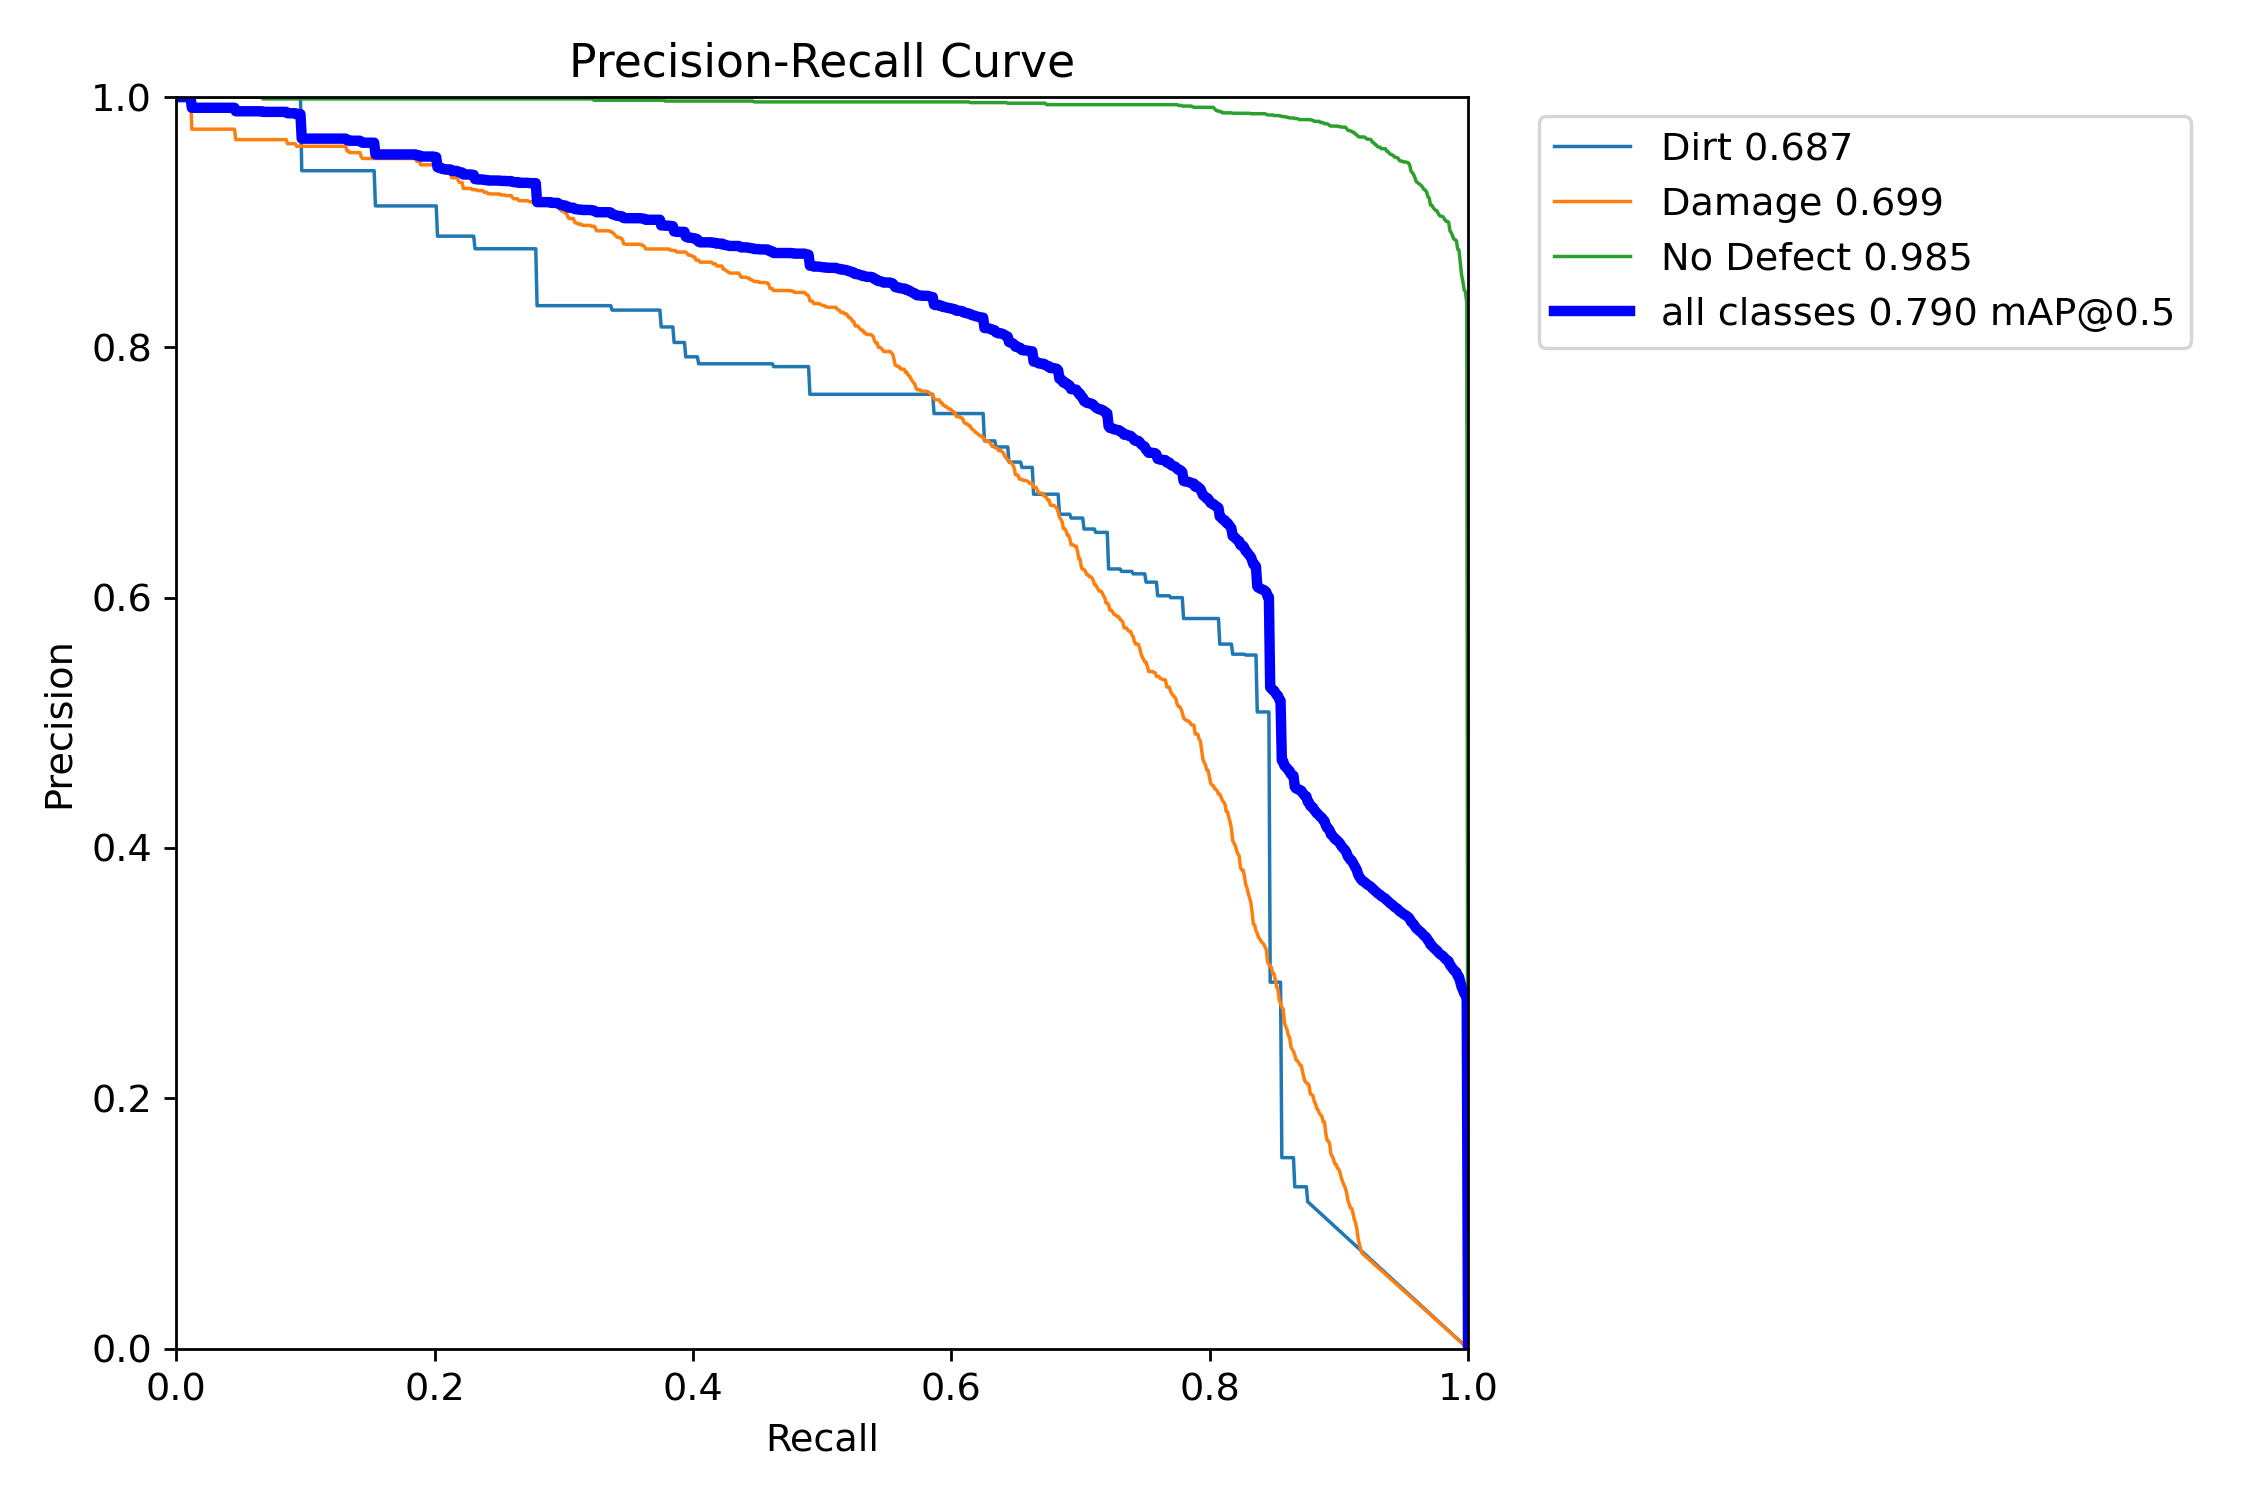 Precision-Recall Curve
1.0
0.8
0.6
0.4
0.2
0.0
Precision
0.0 0.2 0.4 0.6 0.8 1.0
Recall
Dirt 0.687
Damage 0.699
No Defect 0.985
all classes 0.790 mAP@0.5